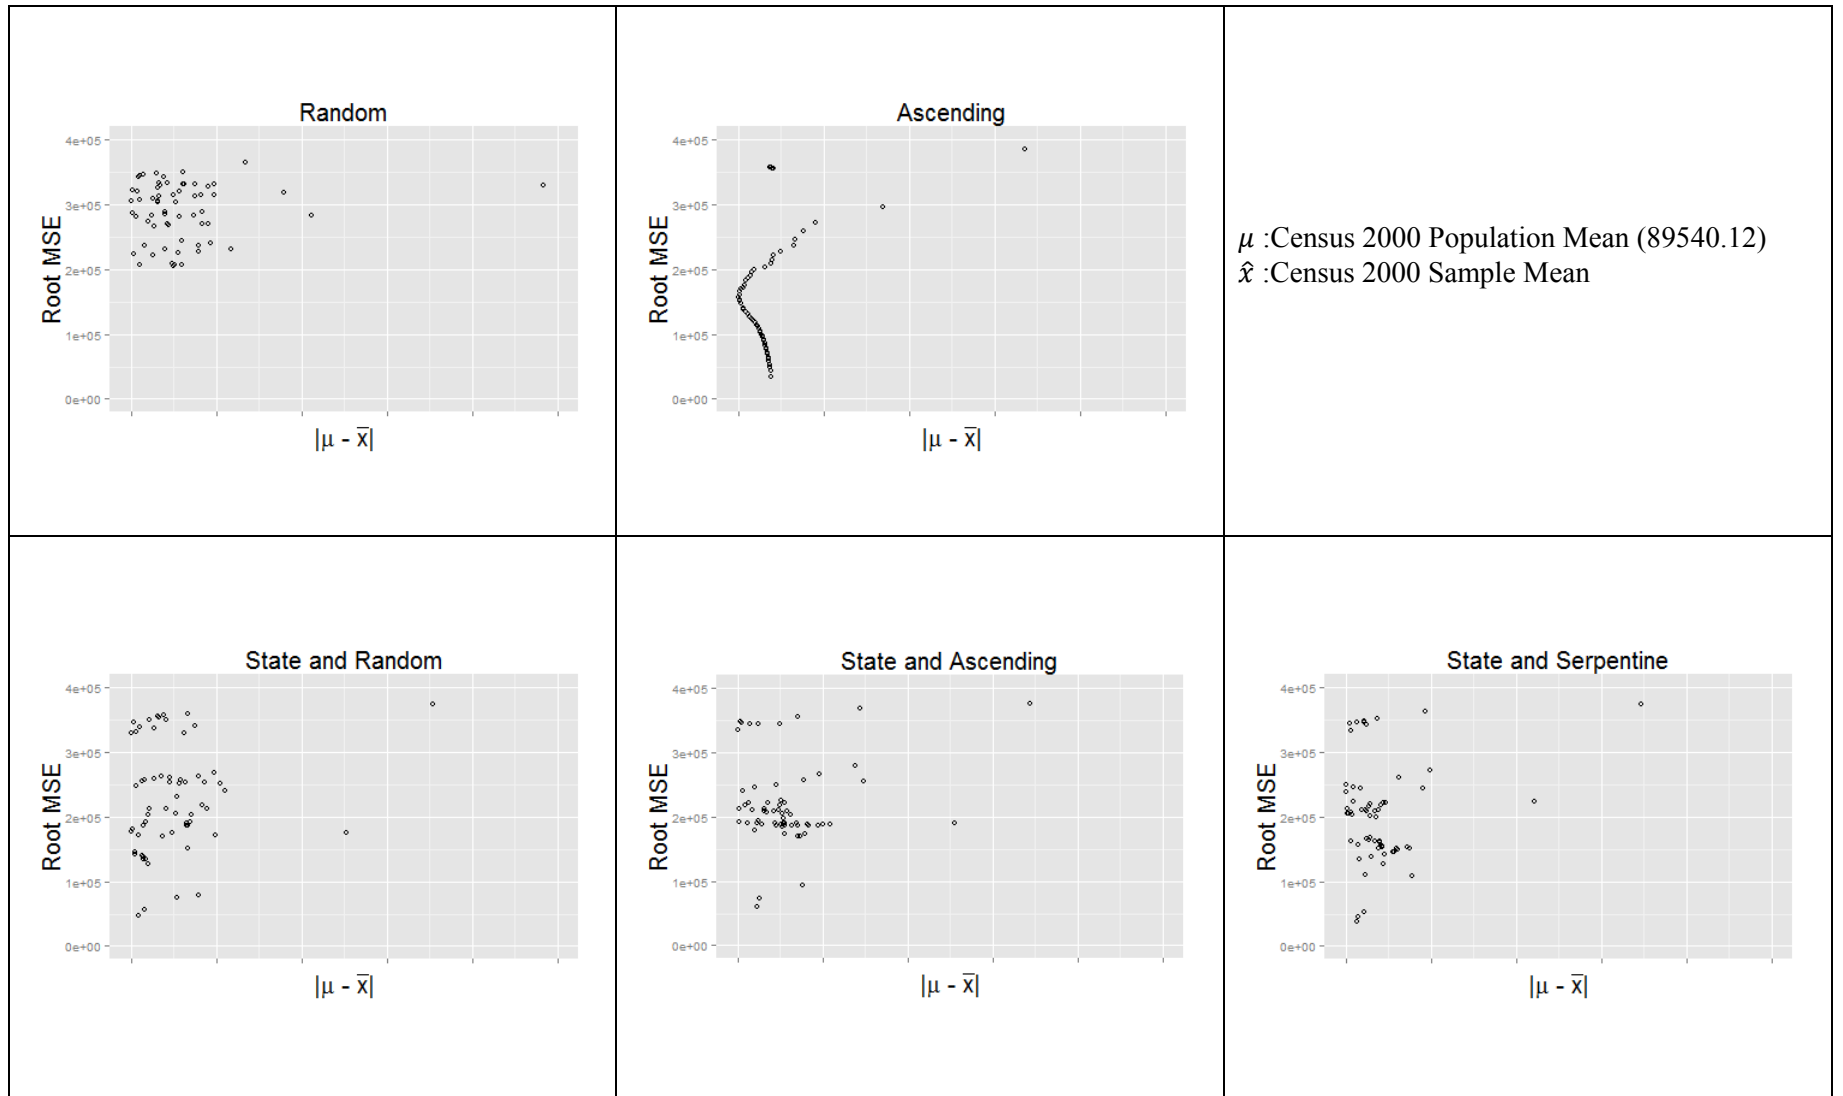 Random
4e+05
3e+05
2e+05
1e+05
0e+00
Root MSE
|μ - x̅|
Ascending
4e+05
3e+05
2e+05
1e+05
0e+00
Root MSE
|μ - x̅|
μ :Census 2000 Population Mean (89540.12)
x̂ :Census 2000 Sample Mean
State and Random
4e+05
3e+05
2e+05
1e+05
0e+00
Root MSE
|μ - x̅|
State and Ascending
4e+05
3e+05
2e+05
1e+05
0e+00
Root MSE
|μ - x̅|
State and Serpentine
4e+05
3e+05
2e+05
1e+05
0e+00
Root MSE
|μ - x̅|